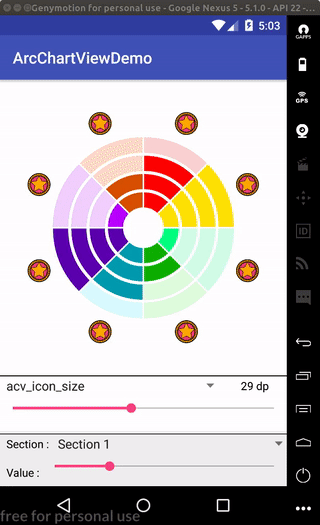 Genymotion for personal use - Google Nexus 5 - 5.1.0 - API 22 -...
5:03
GAPPS
ArcChartViewDemo
GPS
ID
acv_icon_size
29 dp
Section :
Section 1
Value :
free for personal use